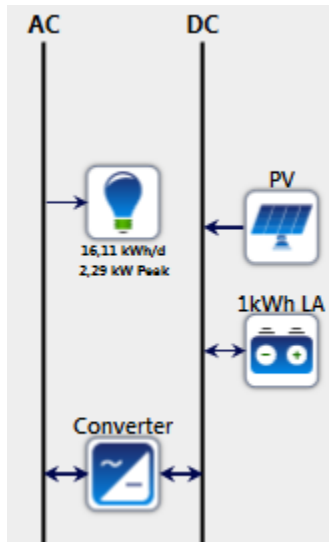 AC
DC
16,11 kWh/d
2,29 kW Peak
PV
1kWh LA
Converter